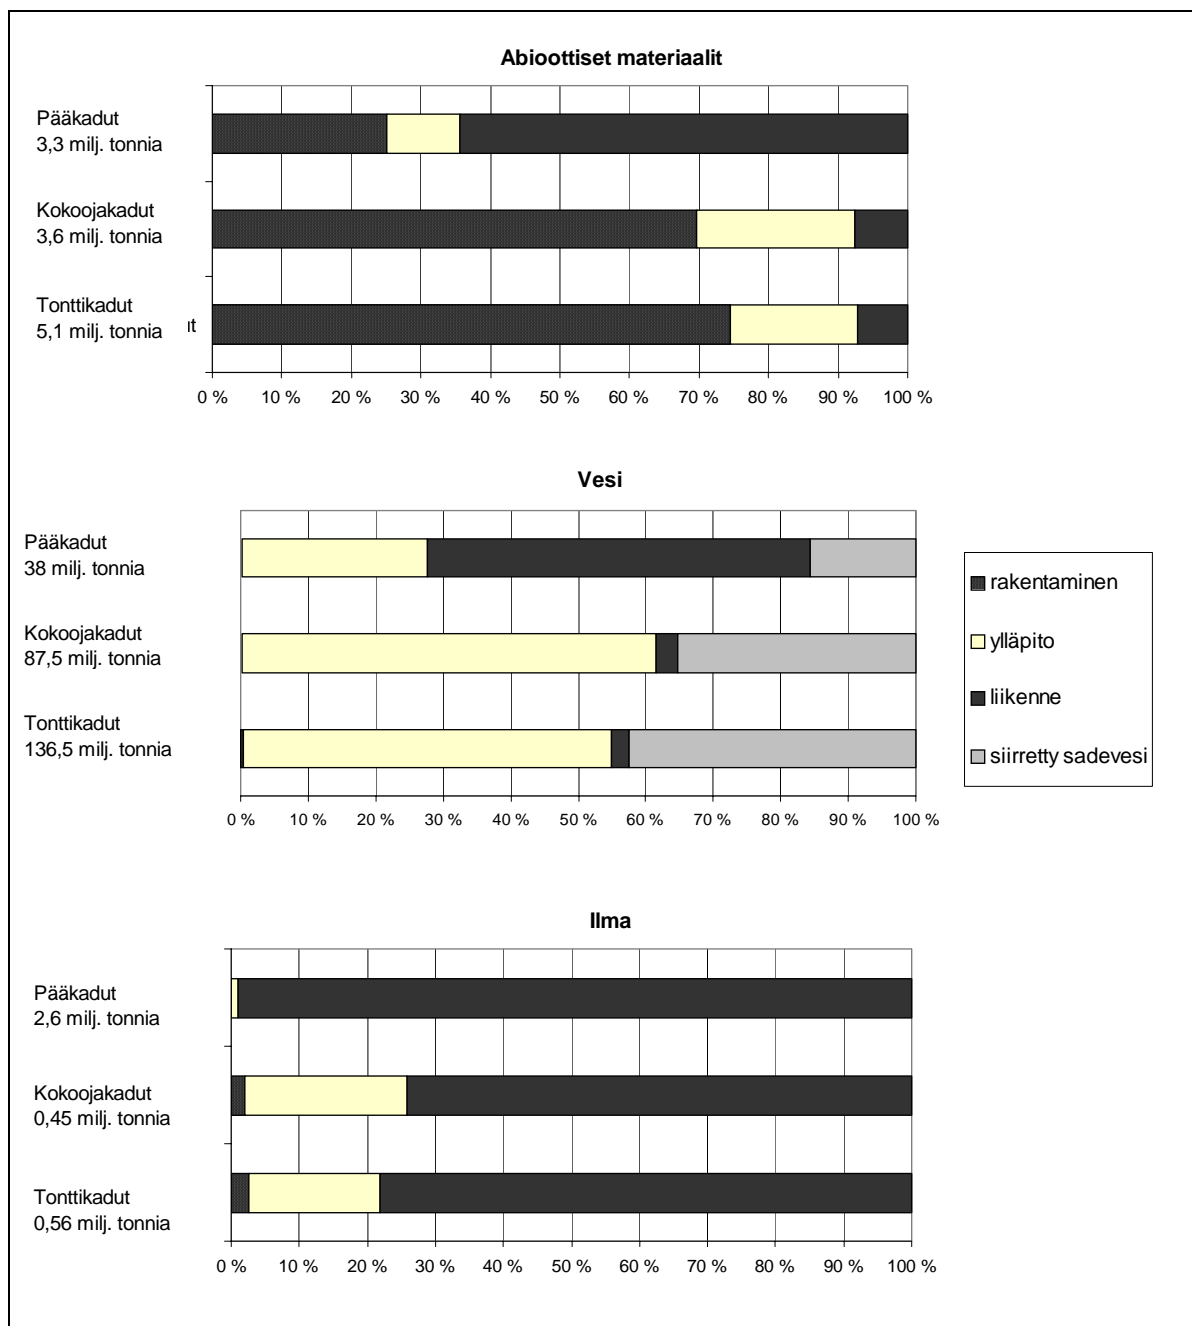 Abioottiset materiaalit
Pääkadut
3,3 milj. tonnia
Kokoojakadut
3,6 milj. tonnia
Tonttikadut
5,1 milj. tonnia
ıt
0 % 10 % 20 % 30 % 40 % 50 % 60 % 70 % 80 % 90 % 100 %
Vesi
Pääkadut
38 milj. tonnia
Kokoojakadut
87,5 milj. tonnia
Tonttikadut
136,5 milj. tonnia
0 % 10 % 20 % 30 % 40 % 50 % 60 % 70 % 80 % 90 % 100 %
rakentaminen
ylläpito
liikenne
siirretty sadevesi
Ilma
Pääkadut
2,6 milj. tonnia
Kokoojakadut
0,45 milj. tonnia
Tonttikadut
0,56 milj. tonnia
0 % 10 % 20 % 30 % 40 % 50 % 60 % 70 % 80 % 90 % 100 %